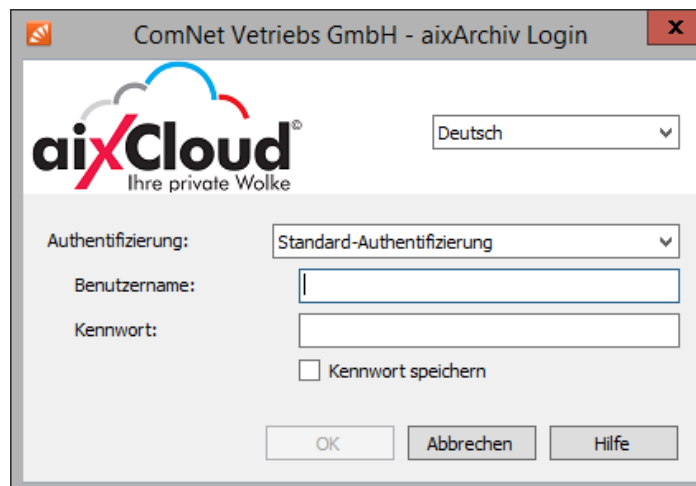 ComNet Vetriebs GmbH - aixArchiv Login
x
aixCloud©
Ihre private Wolke
Deutsch
Authentifizierung:
Standard-Authentifizierung
Benutzername:
Kennwort:
Kennwort speichern
OK
Abbrechen
Hilfe